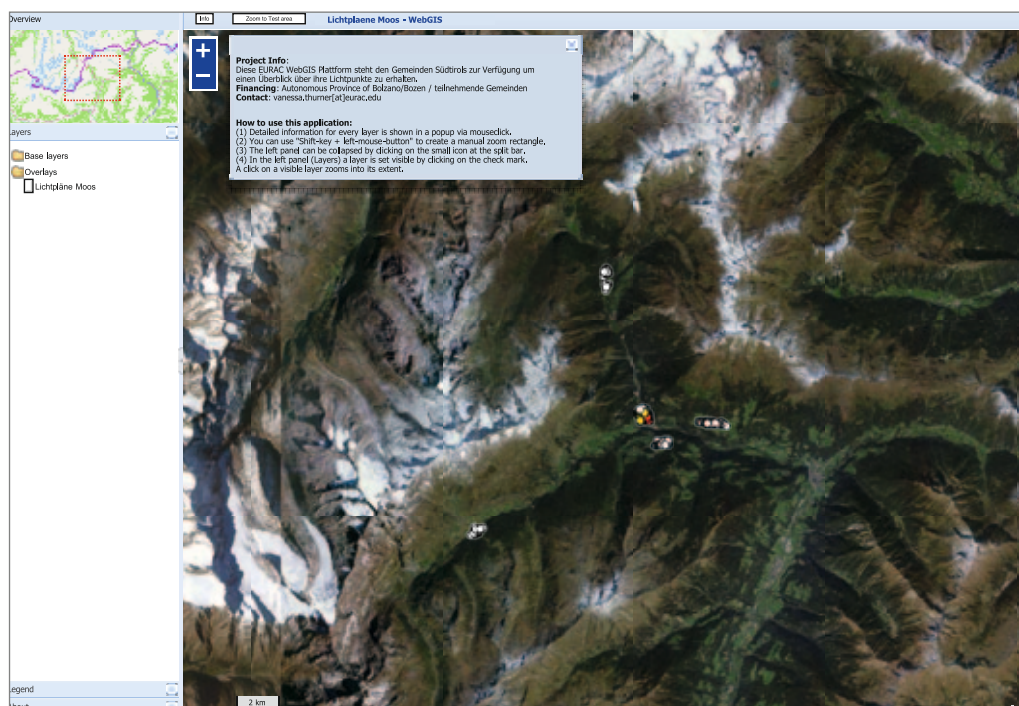 Overview
Info
Zoom to Test area
Lichtplaene Moos - WebGIS
Project Info:
Diese EURAC WebGIS Plattform steht den Gemeinden Südtirols zur Verfügung um
einen Überblick über ihre Lichtpunkte zu erhalten.
Financing: Autonomous Province of Bolzano/Bozen / teilnehmende Gemeinden
Contact: vanessa.thurner[at]eurac.edu
How to use this application:
(1) Detailed information for every layer is shown in a popup via mouseclick.
(2) You can use "Shift-key + left-mouse-button" to create a manual zoom rectangle.
(3) The left panel can be collapsed by clicking on the small icon at the split bar.
(4) In the left panel (Layers) a layer is set visible by clicking on the check mark.
A click on a visible layer zooms into its extent.
Layers
Base layers
Overlays
Lichtpläne Moos
Legend
About
2 km